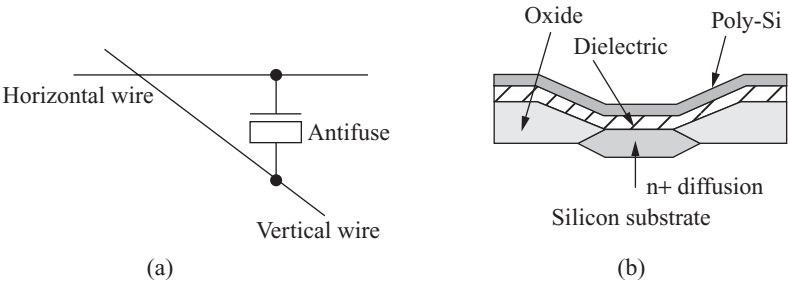 Horizontal wire
Antifuse
Vertical wire
(a)
Oxide
Poly-Si
Dielectric
n+ diffusion
Silicon substrate
(b)